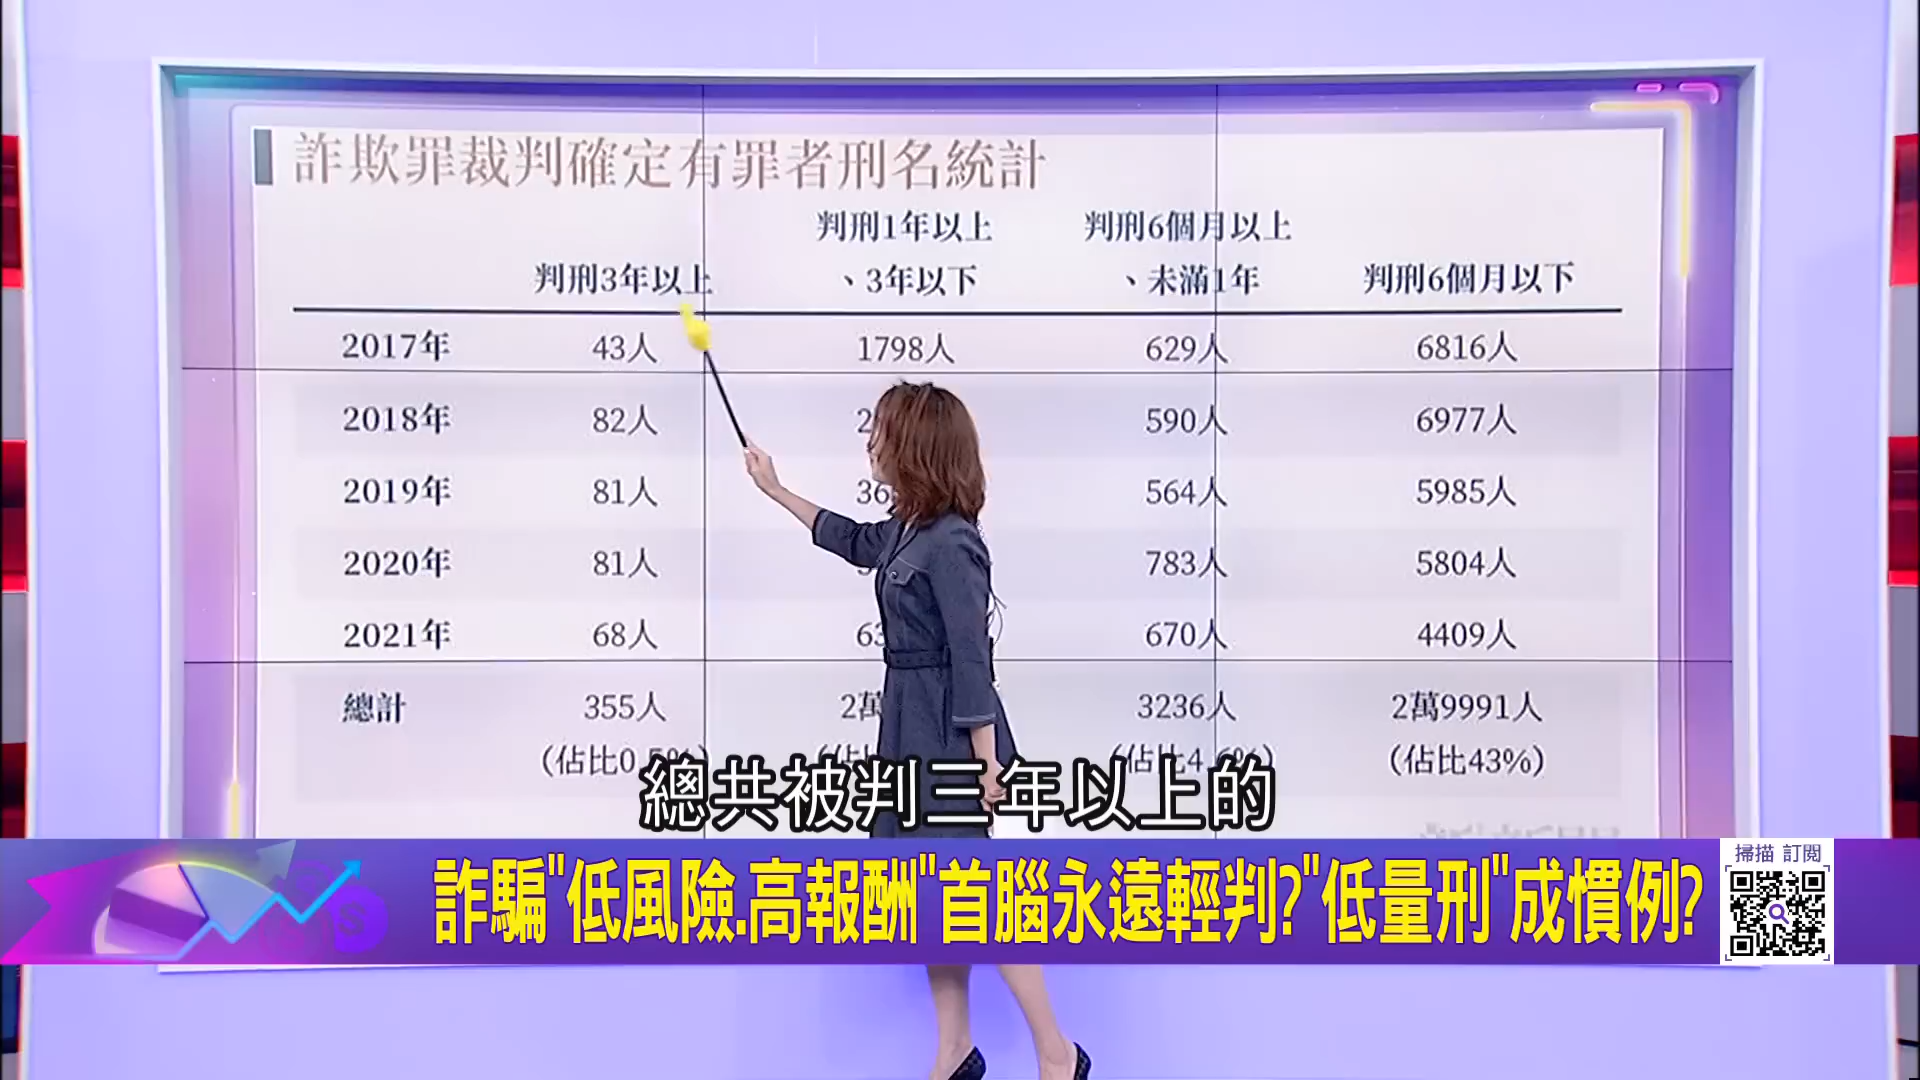 詐欺罪裁判確定有罪者刑名統計
判刑3年以上 判刑1年以上、3年以下 判刑6個月以上、未滿1年 判刑6個月以下
2017年 43人 1798人 629人 6816人
2018年 82人 590人 6977人
2019年 81人 564人 5985人
2020年 81人 783人 5804人
2021年 68人 670人 4409人
總計 355人 2萬 3236人 2萬9991人
(佔比0.5%) (佔比4.6%) (佔比43%)
總共被判三年以上的
詐騙"低風險.高報酬"首腦永遠輕判?"低量刑"成慣例?
掃描 訂閱